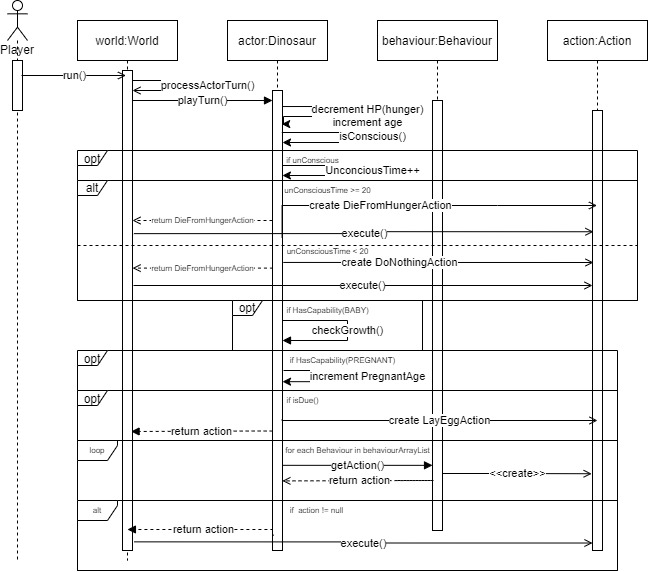 world:World
actor:Dinosaur
behaviour:Behaviour
action:Action
Player
run()
processActorTurn()
playTurn()
decrement HP(hunger)
increment age
isConscious()
opt
if unConscious
UnconciousTime++
alt
unConsciousTime >= 20
create DieFromHungerAction
return DieFromHungerAction
execute()
unConsciousTime < 20
create DoNothingAction
return DieFromHungerAction
execute()
opt
if HasCapability(BABY)
checkGrowth()
opt
if HasCapability(PREGNANT)
increment PregnantAge
opt
if isDue()
create LayEggAction
return action
loop
for each Behaviour in behaviourArrayList
getAction()
<<create>>
return action
alt
if action != null
return action
execute()